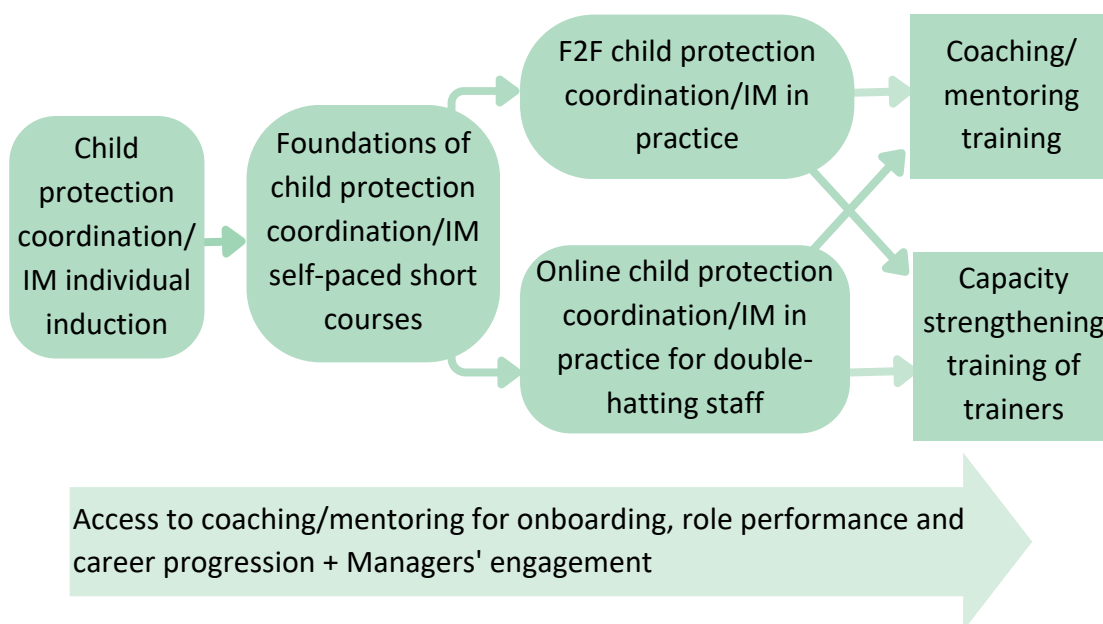 Child
protection
coordination/
IM individual
induction
Foundations of
child protection
coordination/IM
self-paced short
courses
F2F child protection
coordination/IM in
practice
Online child protection
coordination/IM in
practice for double-
hatting staff
Coaching/
mentoring
training
Capacity
strengthening
training of
trainers
Access to coaching/mentoring for onboarding, role performance and
career progression + Managers' engagement